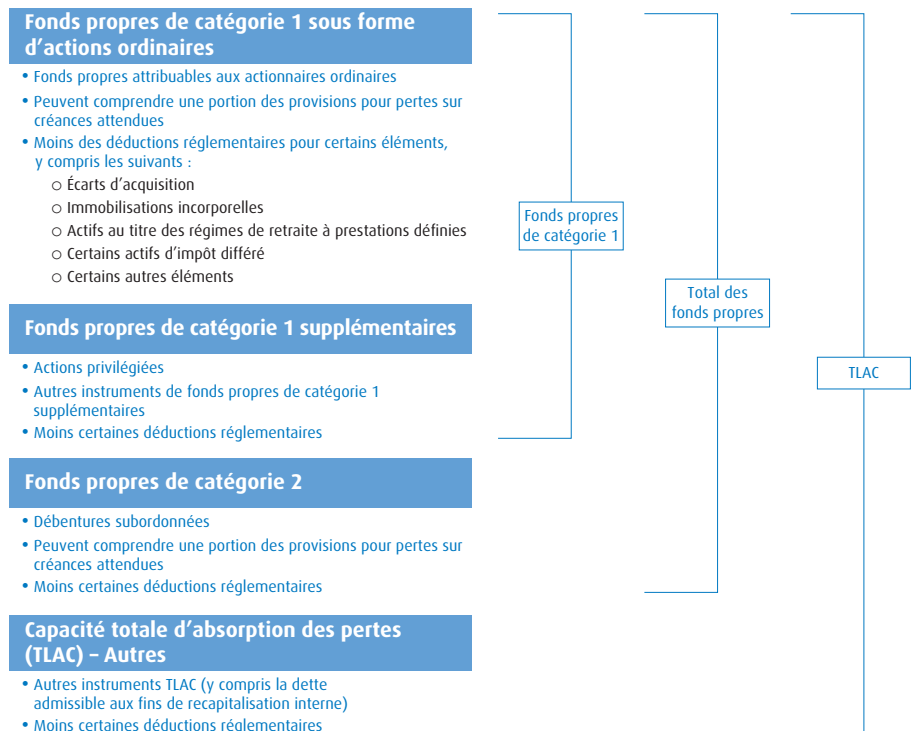 Fonds propres de catégorie 1 sous forme
d’actions ordinaires
• Fonds propres attribuables aux actionnaires ordinaires
• Peuvent comprendre une portion des provisions pour pertes sur
créances attendues
• Moins des déductions réglementaires pour certains éléments,
y compris les suivants :
○ Écarts d’acquisition
○ Immobilisations incorporelles
○ Actifs au titre des régimes de retraite à prestations définies
○ Certains actifs d’impôt différé
○ Certains autres éléments
Fonds propres de catégorie 1 supplémentaires
• Actions privilégiées
• Autres instruments de fonds propres de catégorie 1
supplémentaires
• Moins certaines déductions réglementaires
Fonds propres de catégorie 2
• Débentures subordonnées
• Peuvent comprendre une portion des provisions pour pertes sur
créances attendues
• Moins certaines déductions réglementaires
Capacité totale d’absorption des pertes
(TLAC) – Autres
• Autres instruments TLAC (y compris la dette
admissible aux fins de recapitalisation interne)
• Moins certaines déductions réglementaires
Fonds propres
de catégorie 1
Total des
fonds propres
TLAC